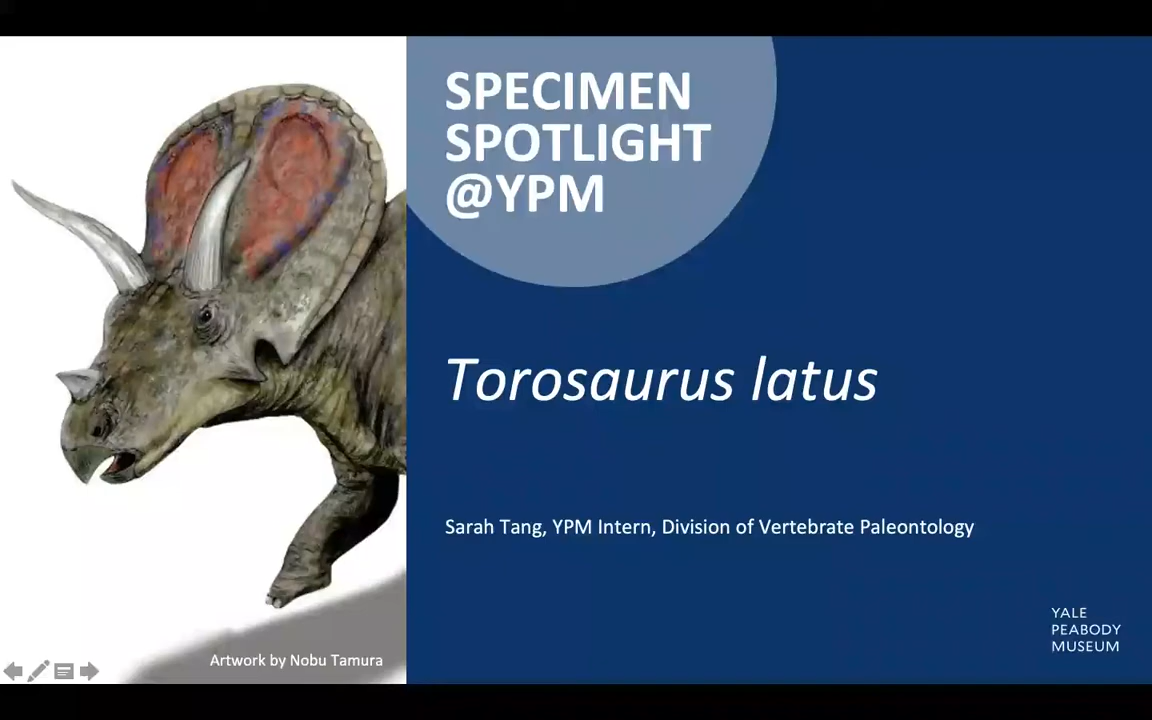 SPECIMEN
SPOTLIGHT
@YPM
Torosaurus latus
Sarah Tang, YPM Intern, Division of Vertebrate Paleontology
YALE
PEABODY
MUSEUM
Artwork by Nobu Tamura